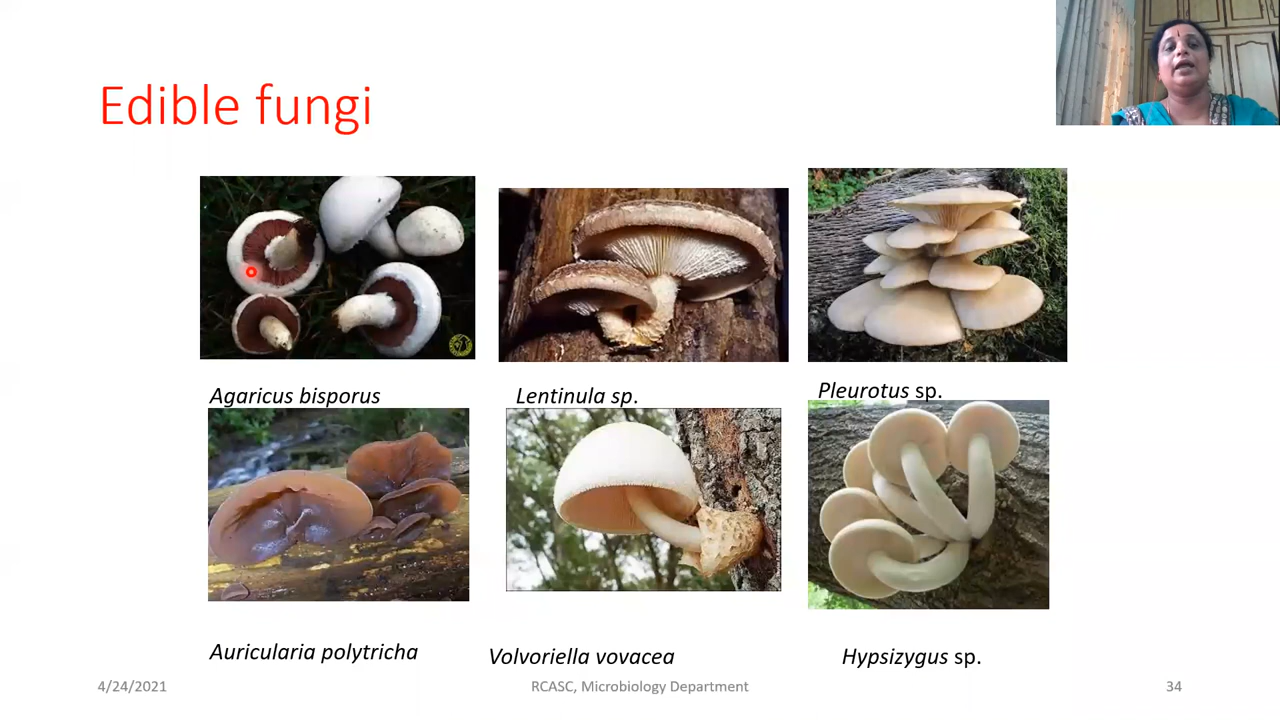 Edible fungi
Agaricus bisporus
Lentinula sp.
Pleurotus sp.
Auricularia polytricha
Volvoriella vovacea
Hypsizygus sp.
4/24/2021
RCASC, Microbiology Department
34